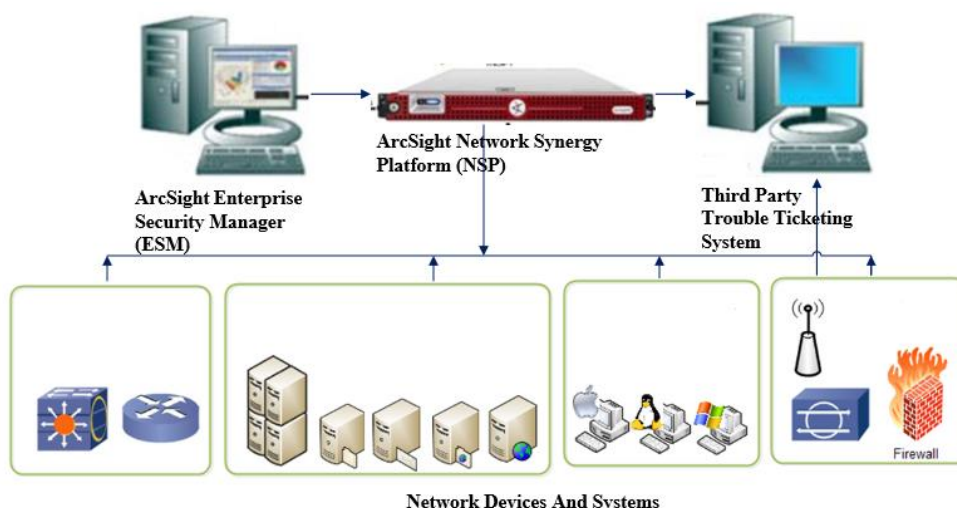 ArcSight Network Synergy
Platform (NSP)
ArcSight Enterprise
Security Manager
(ESM)
Third Party
Trouble Ticketing
System
Firewall
Network Devices And Systems